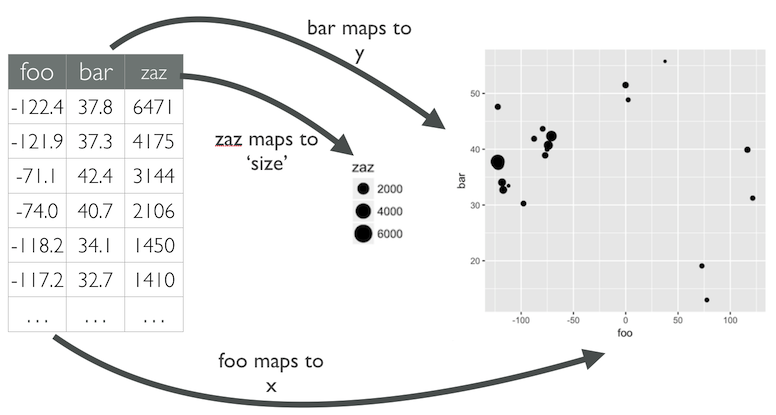 bar maps to
y
foo bar zaz
-122.4 37.8 6471
-121.9 37.3 4175
-71.1 42.4 3144
-74.0 40.7 2106
-118.2 34.1 1450
-117.2 32.7 1410
... ... ...
zaz maps to
‘size’
zaz
2000
4000
6000
bar
50
40
30
20
-100 -50 0 50 100
foo
foo maps to
x